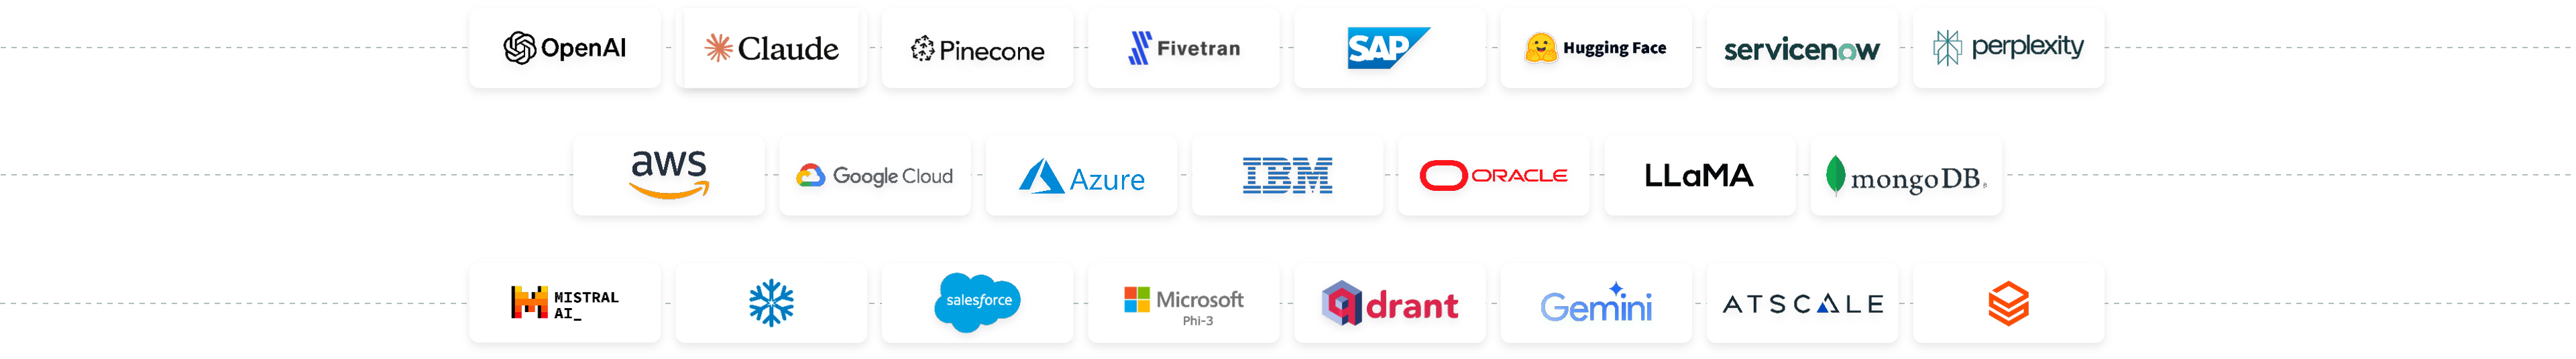 OpenAI
Claude
Pinecone
Fivetran
SAP
Hugging Face
servicenow
perplexity
aws
Google Cloud
Azure
IBM
ORACLE
LLaMA
mongoDB®
MISTRAL
AI_
salesforce
Microsoft
Phi-3
qdrant
Gemini
ATSCALE